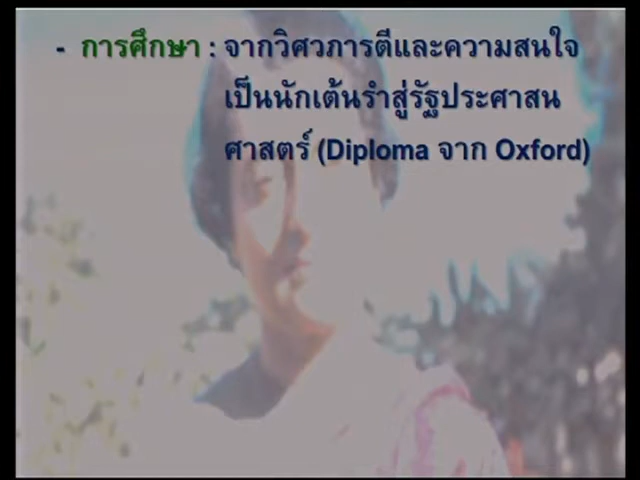 - การศึกษา : จากวิศวภารตีและความสนใจ
เป็นนักเต้นรำสู่รัฐประศาสน
ศาสตร์ (Diploma จาก Oxford)